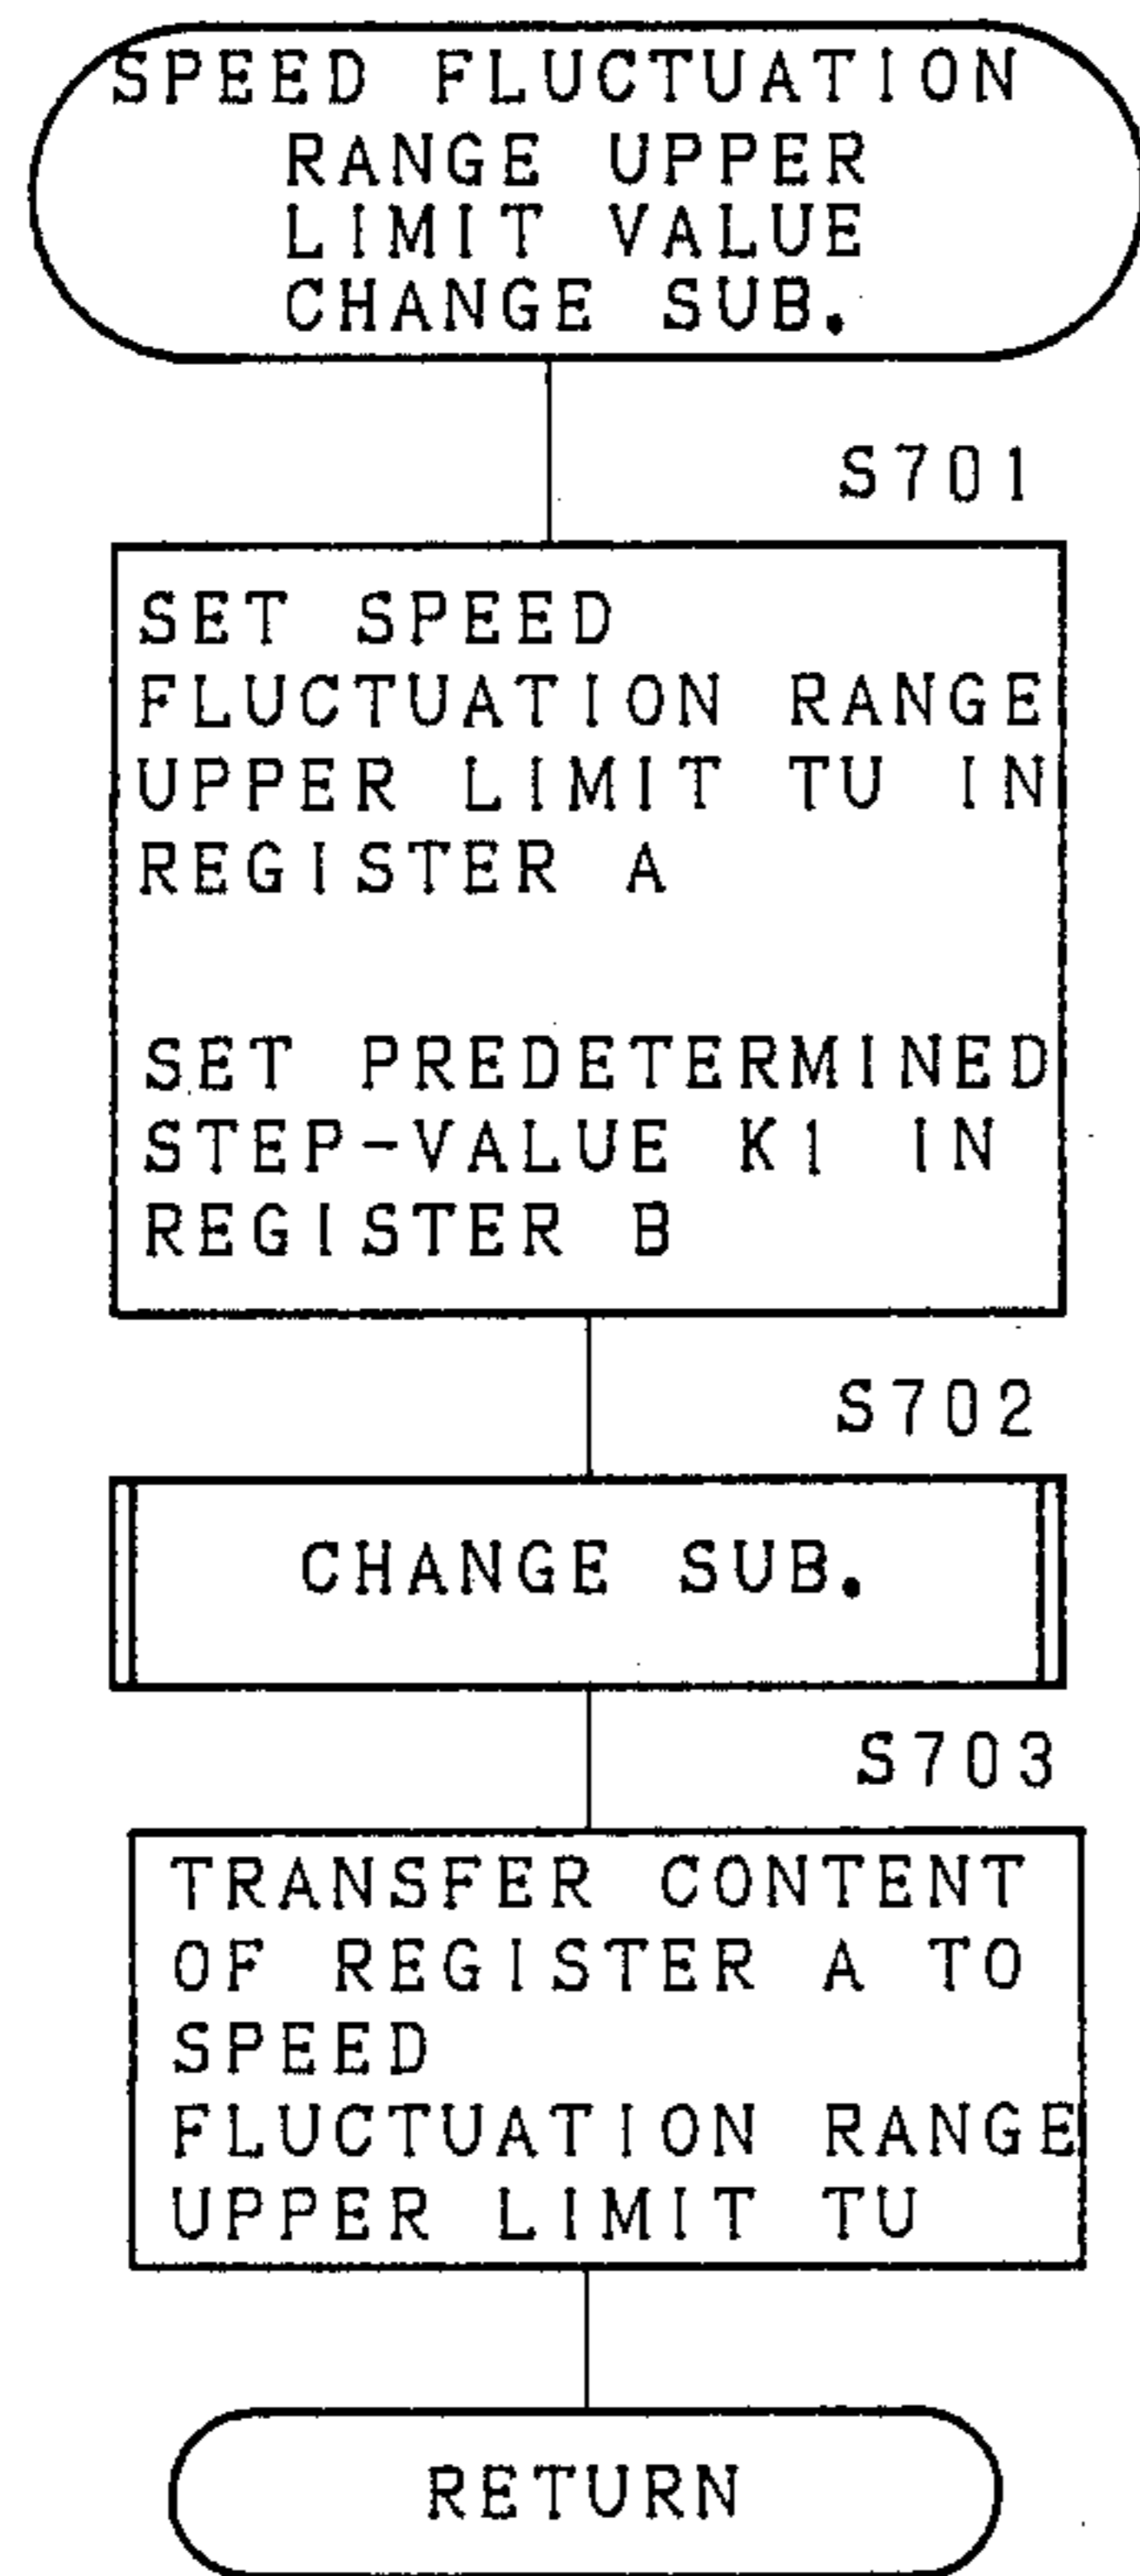 SPEED FLUCTUATION
RANGE UPPER
LIMIT VALUE
CHANGE SUB.
S701
SET SPEED
FLUCTUATION RANGE
UPPER LIMIT TU IN
REGISTER A
SET PREDETERMINED
STEP-VALUE K1 IN
REGISTER B
S702
CHANGE SUB.
S703
TRANSFER CONTENT
OF REGISTER A TO
SPEED
FLUCTUATION RANGE
UPPER LIMIT TU
RETURN